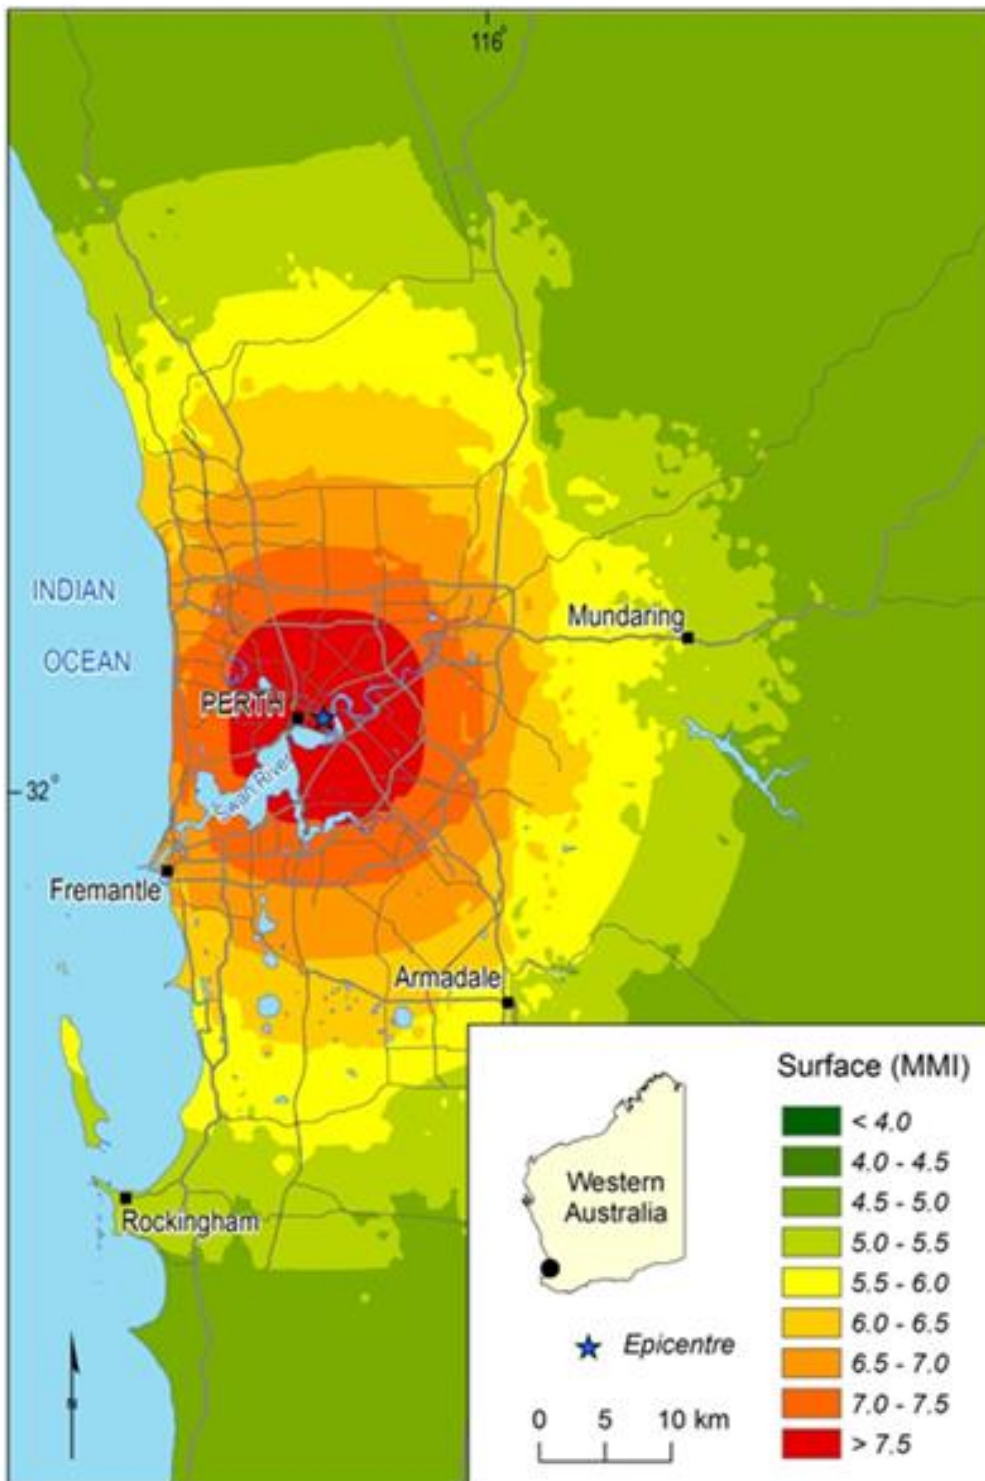 116°
INDIAN
OCEAN
Mundaring
PERTH
Swan River
32°
Fremantle
Armadale
Rockingham
N
Western
Australia
Epicentre
0 5 10 km
Surface (MMI)
< 4.0
4.0 - 4.5
4.5 - 5.0
5.0 - 5.5
5.5 - 6.0
6.0 - 6.5
6.5 - 7.0
7.0 - 7.5
> 7.5